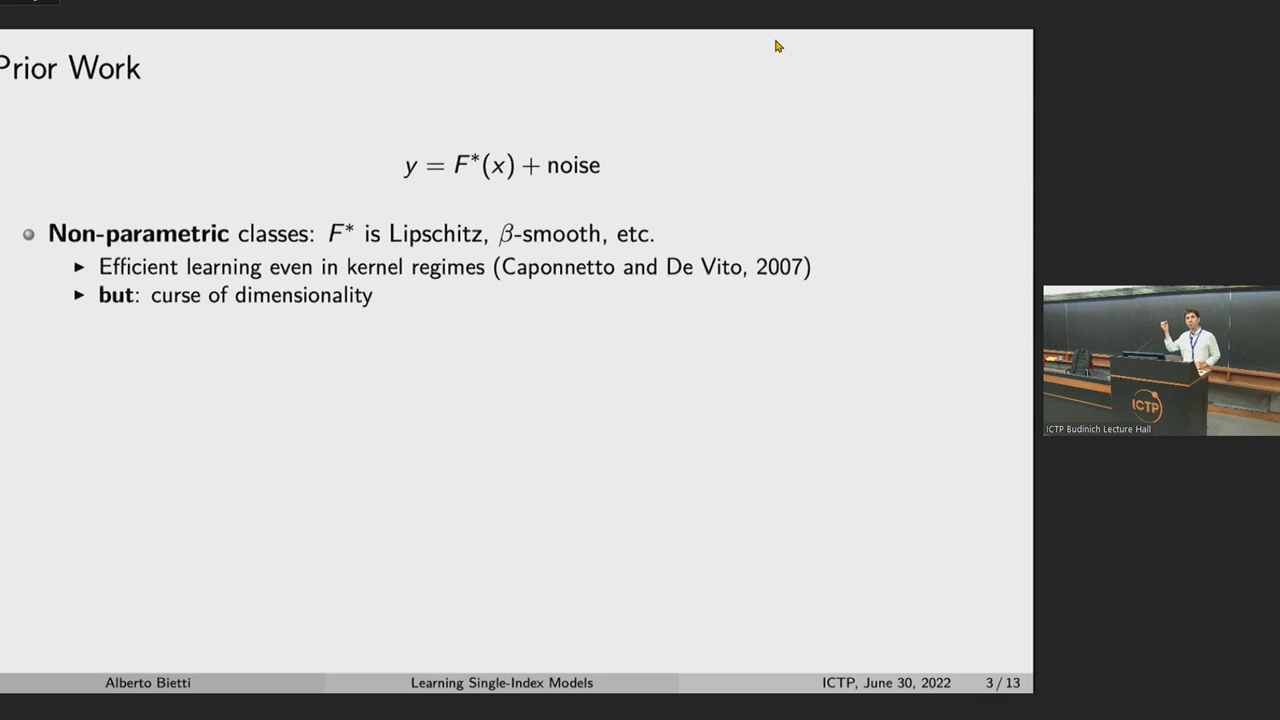 Prior Work
y = F*(x) + noise
Non-parametric classes: F* is Lipschitz, β-smooth, etc.
► Efficient learning even in kernel regimes (Caponnetto and De Vito, 2007)
► but: curse of dimensionality
ICTP
ICTP Budinich Lecture Hall
Alberto Bietti Learning Single-Index Models ICTP, June 30, 2022 3 / 13